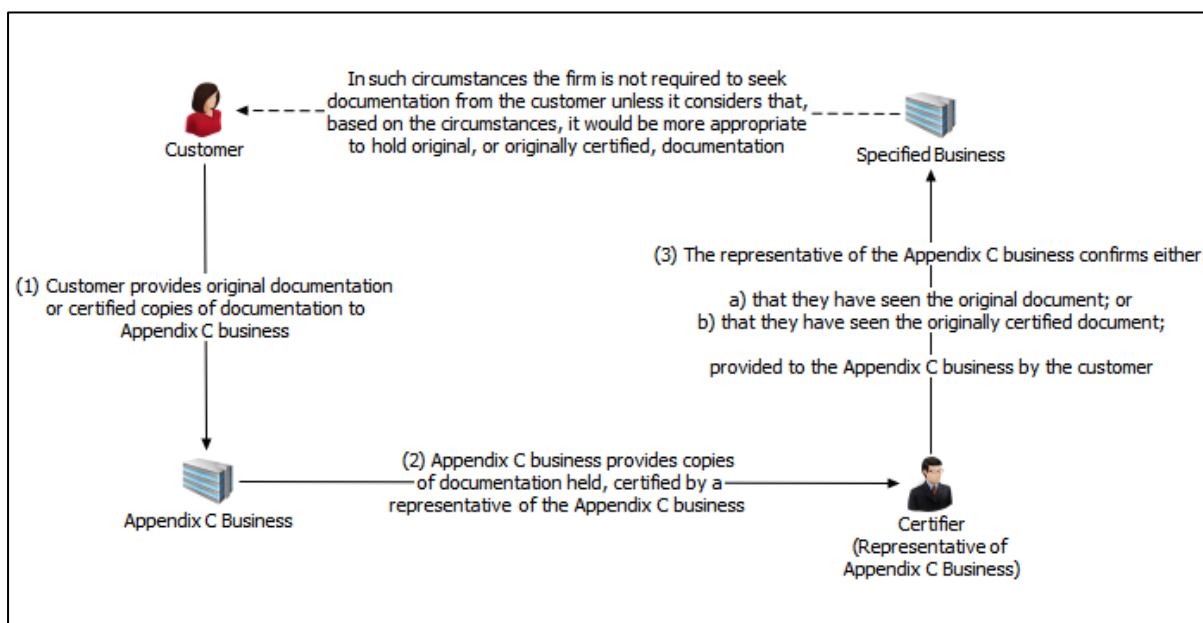 In such circumstances the firm is not required to seek
documentation from the customer unless it considers that,
based on the circumstances, it would be more appropriate
to hold original, or originally certified, documentation
Customer
Specified Business
(1) Customer provides original documentation
or certified copies of documentation to
Appendix C business
(3) The representative of the Appendix C business confirms either
a) that they have seen the original document; or
b) that they have seen the originally certified document;
provided to the Appendix C business by the customer
(2) Appendix C business provides copies
of documentation held, certified by a
representative of the Appendix C business
Appendix C Business
Certifier
(Representative of
Appendix C Business)